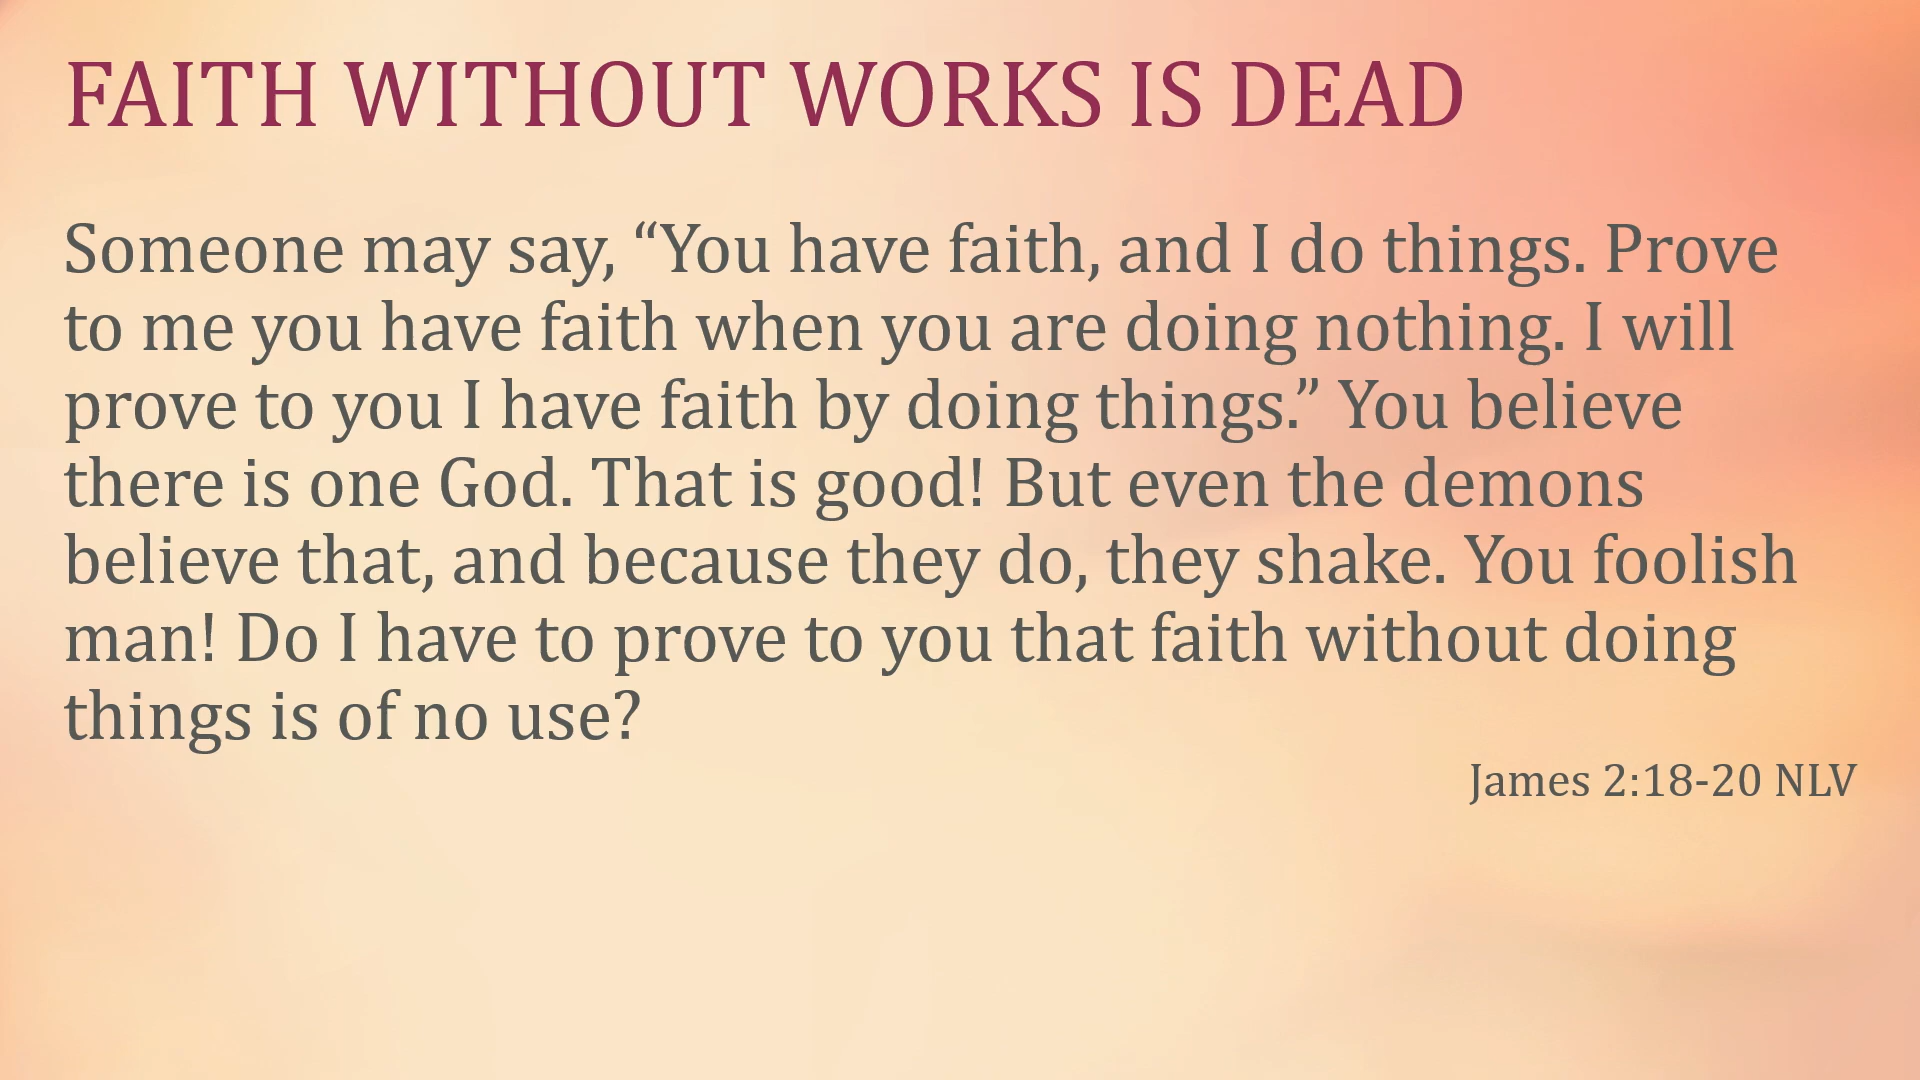 FAITH WITHOUT WORKS IS DEAD
Someone may say, “You have faith, and I do things. Prove
to me you have faith when you are doing nothing. I will
prove to you I have faith by doing things.” You believe
there is one God. That is good! But even the demons
believe that, and because they do, they shake. You foolish
man! Do I have to prove to you that faith without doing
things is of no use?
James 2:18-20 NLV